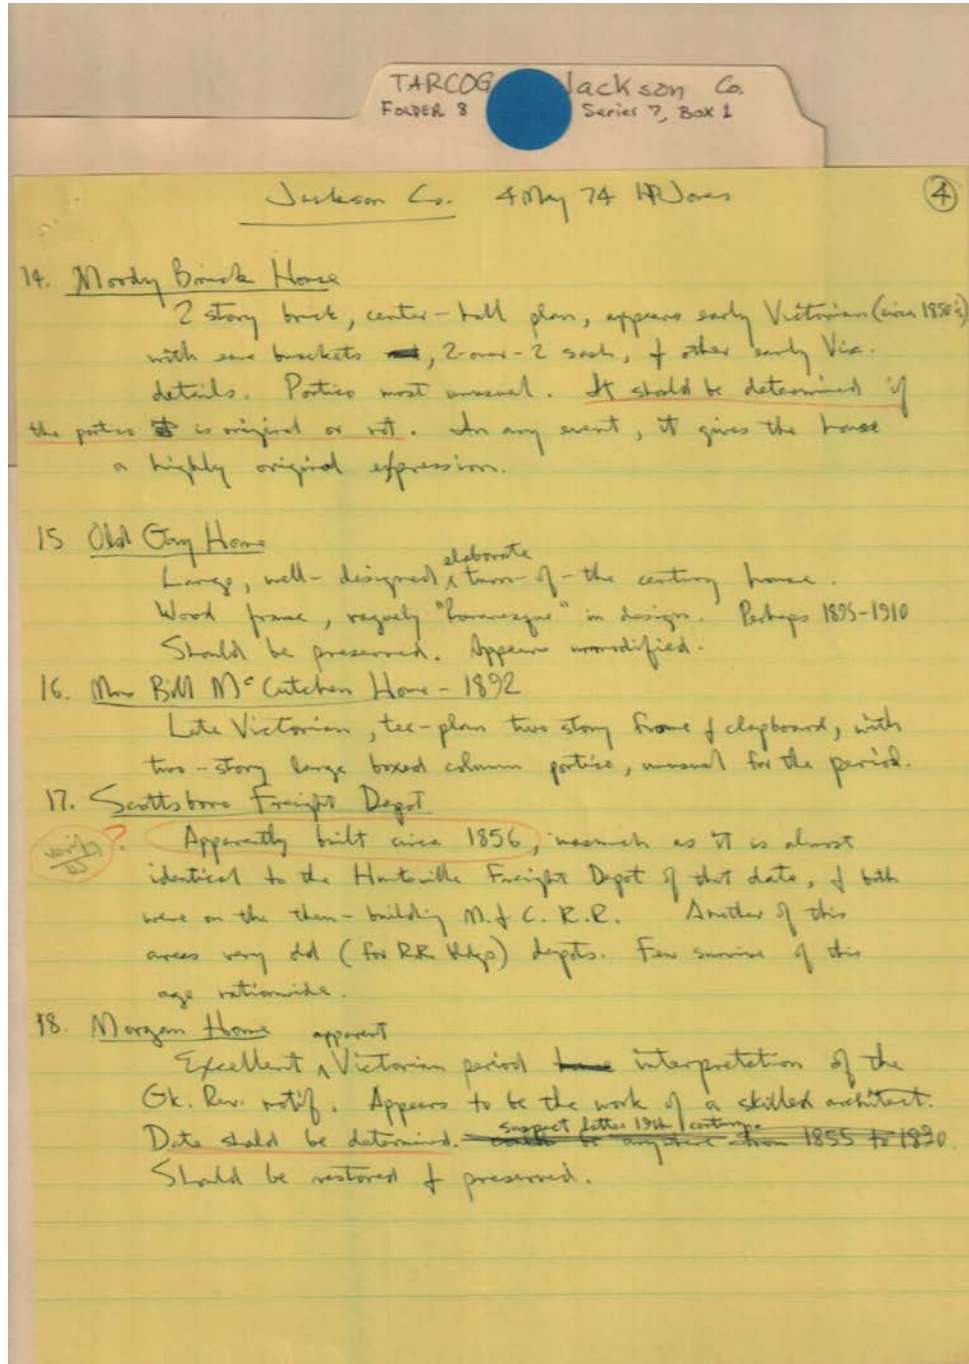 TARCOG Jackson Co.
FOLDER 8 Series 7, Box 1
Jackson Co. 4 May 74 HPJones 4
14. Moody Brick House
2 story brick, center-hall plan, appears early Victorian (circa 1850's)
with eave brackets, 2-over-2 sash, & other early Vic.
details. Portico most unusual. It should be determined if
the portico is original or not. In any event, it gives the house
a highly original expression.
15 Old Gay Home
Large, well-designed ^ elaborate turn-of-the century house.
Wood frame, vaguely "Romanesque" in design. Perhaps 1895-1910
Should be preserved. Appears unmodified.
16. Mrs Bill McCutchen Home - 1892
Late Victorian, tee-plan two story frame & clapboard, with
two-story large boxed column portico, unusual for the period.
17. Scottsboro Freight Depot
? Apparently built circa 1856, inasmuch as it is almost
identical to the Huntsville Freight Depot of that date, & both
were on the then-building M. & C. R.R. Another of this
areas very old (for RR bldgs) depots. Few survive of this
age nationwide.
18. Morgan Home
Excellent ^ apparent Victorian period interpretation of the
Gk. Rev. motif. Appears to be the work of a skilled architect.
Date should be determined. suspect latter 19th century. be anywhere from 1855 to 1890.
Should be restored & preserved.